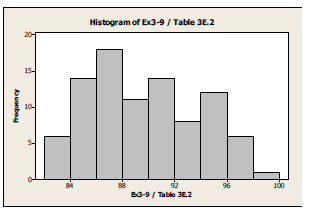 Histogram of Ex3-9 / Table 3E.2
20
15
10
5
0
Frequency
84 88 92 96 100
Ex3-9 / Table 3E.2